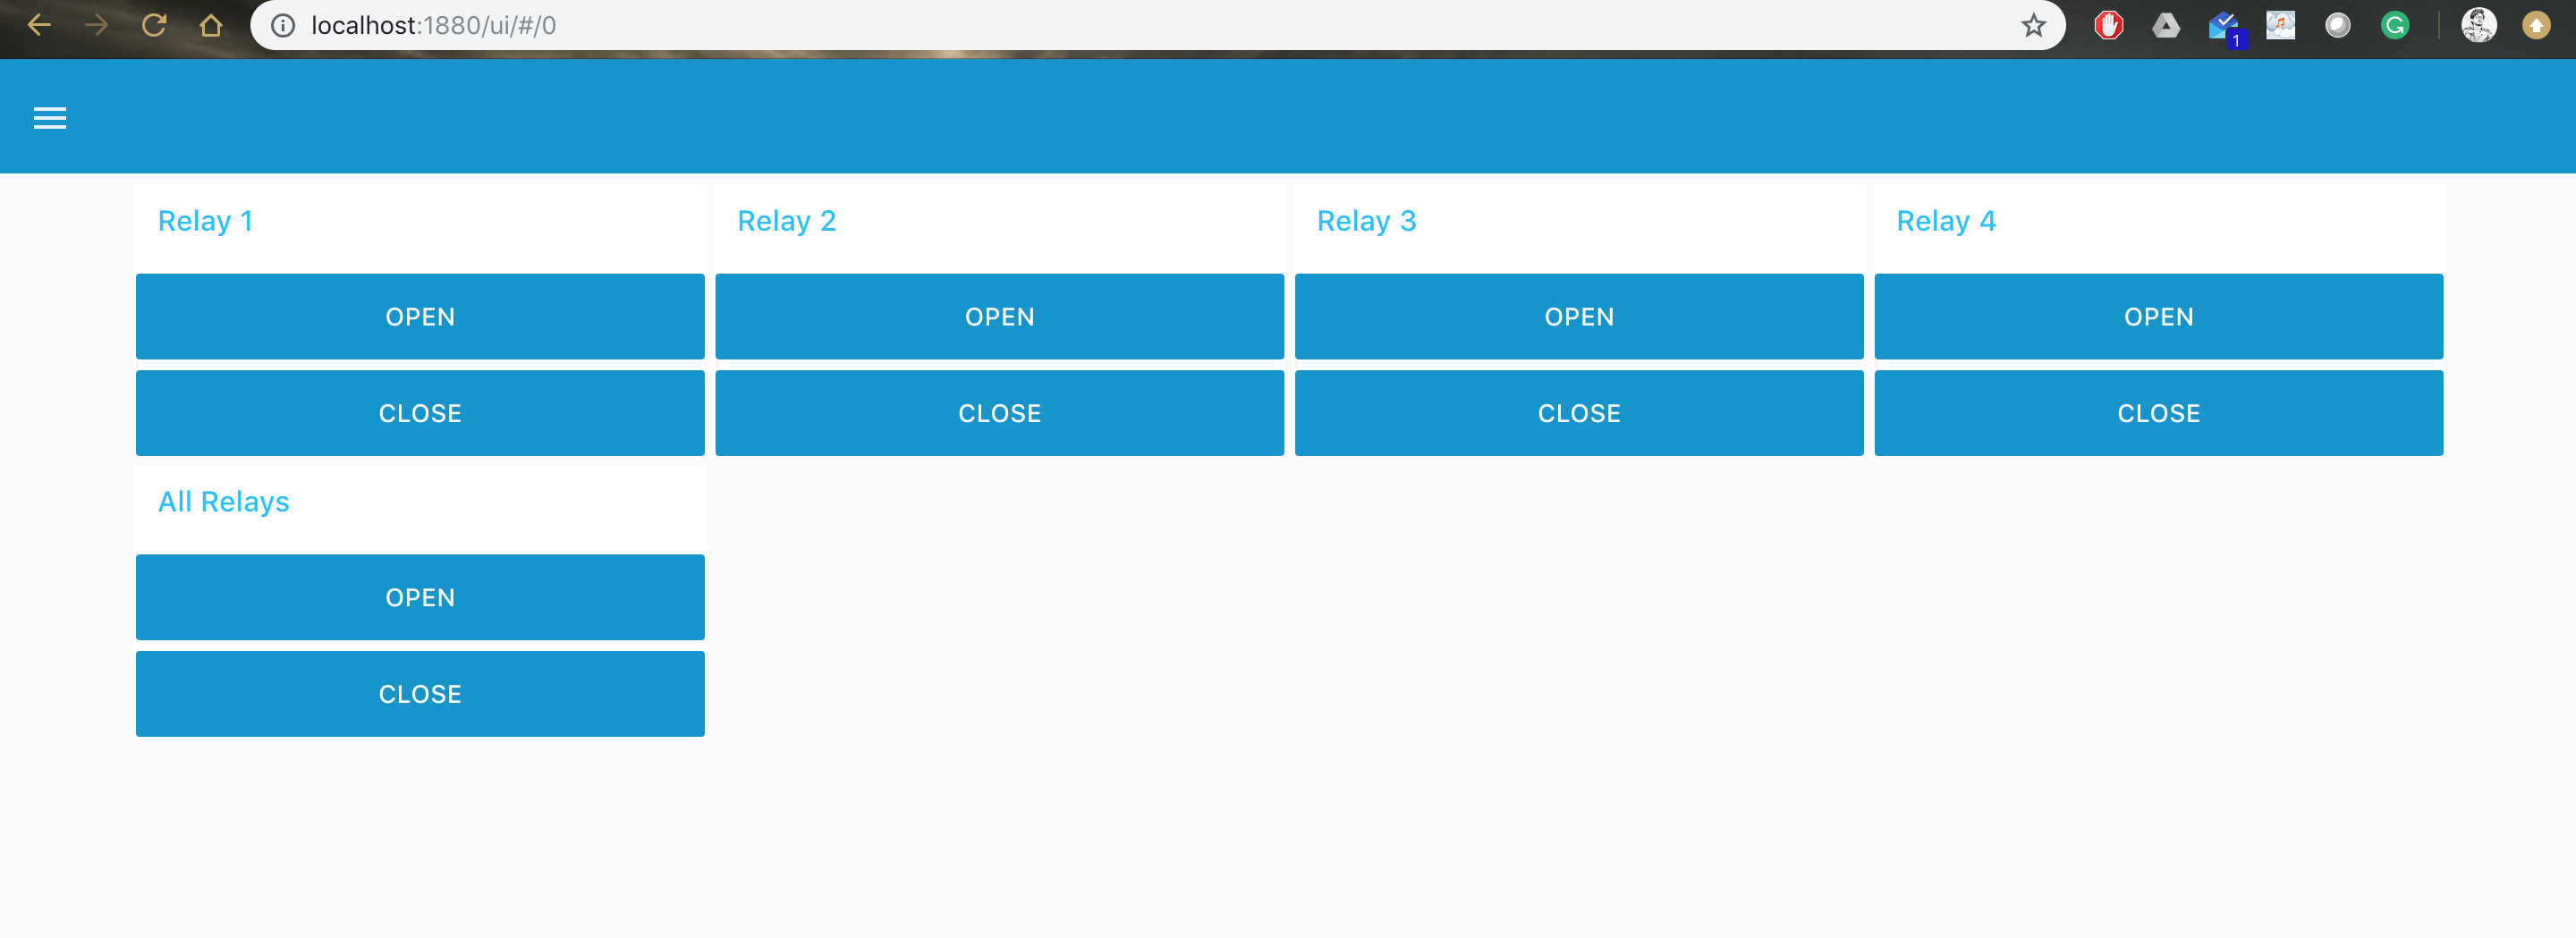 localhost:1880/ui/#/0
1
Relay 1
Relay 2
Relay 3
Relay 4
OPEN
OPEN
OPEN
OPEN
CLOSE
CLOSE
CLOSE
CLOSE
All Relays
OPEN
CLOSE